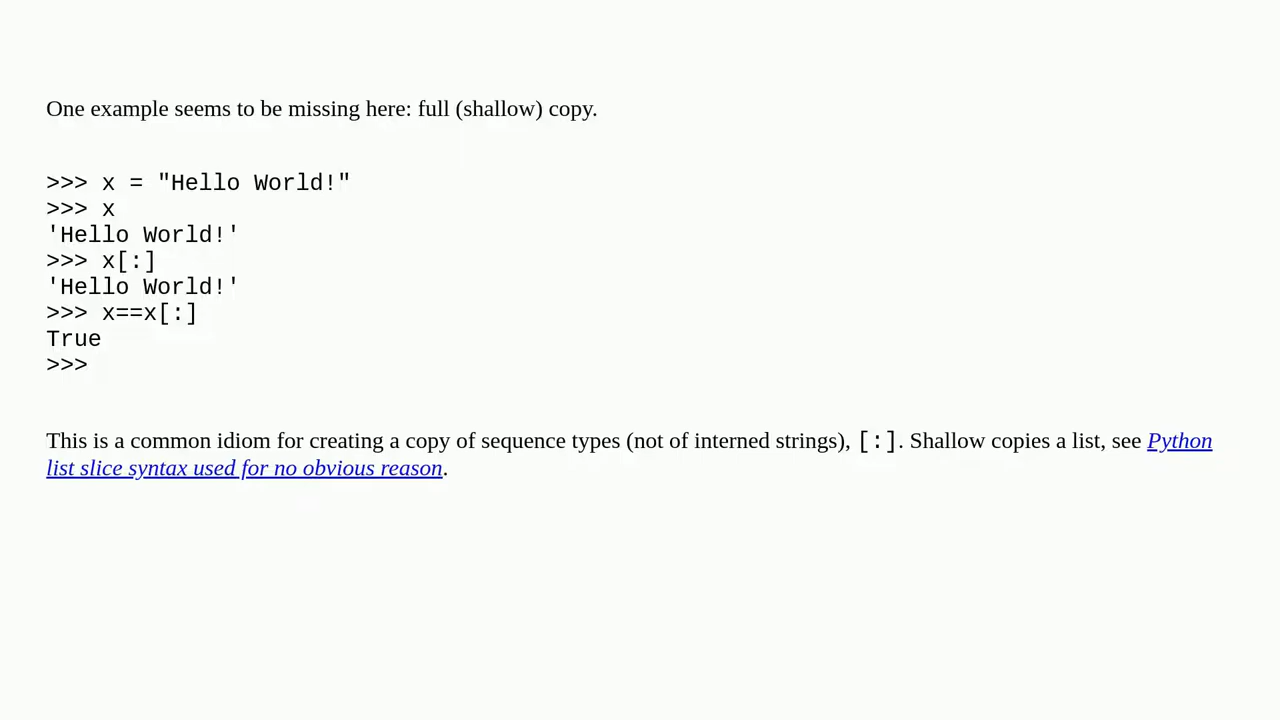 One example seems to be missing here: full (shallow) copy.
>>> x = "Hello World!"
>>> x
'Hello World!'
>>> x[:]
'Hello World!'
>>> x==x[:]
True
>>>
This is a common idiom for creating a copy of sequence types (not of interned strings), [:]. Shallow copies a list, see Python
list slice syntax used for no obvious reason.